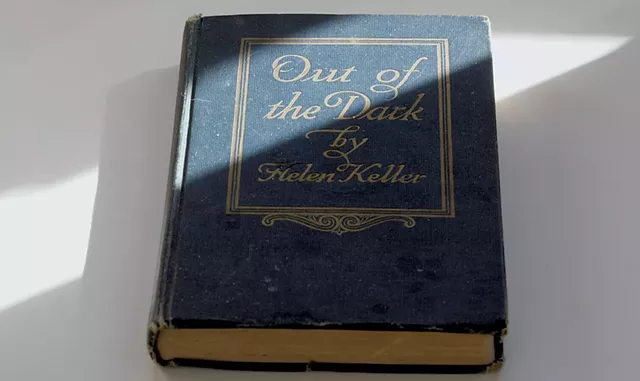 Out of
the Dark
by
Helen Keller